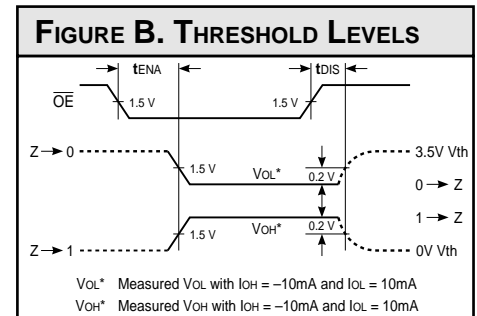 FIGURE B. THRESHOLD LEVELS
tENA tDIS
OE 1.5 V 1.5 V
Z 0 3.5V Vth
1.5 V VOL* 0.2 V
0 Z
1 Z
1.5 V VOH* 0.2 V
Z 1 0V Vth
VOL* Measured VOL with IOH = –10mA and IOL = 10mA
VOH* Measured VOH with IOH = –10mA and IOL = 10mA